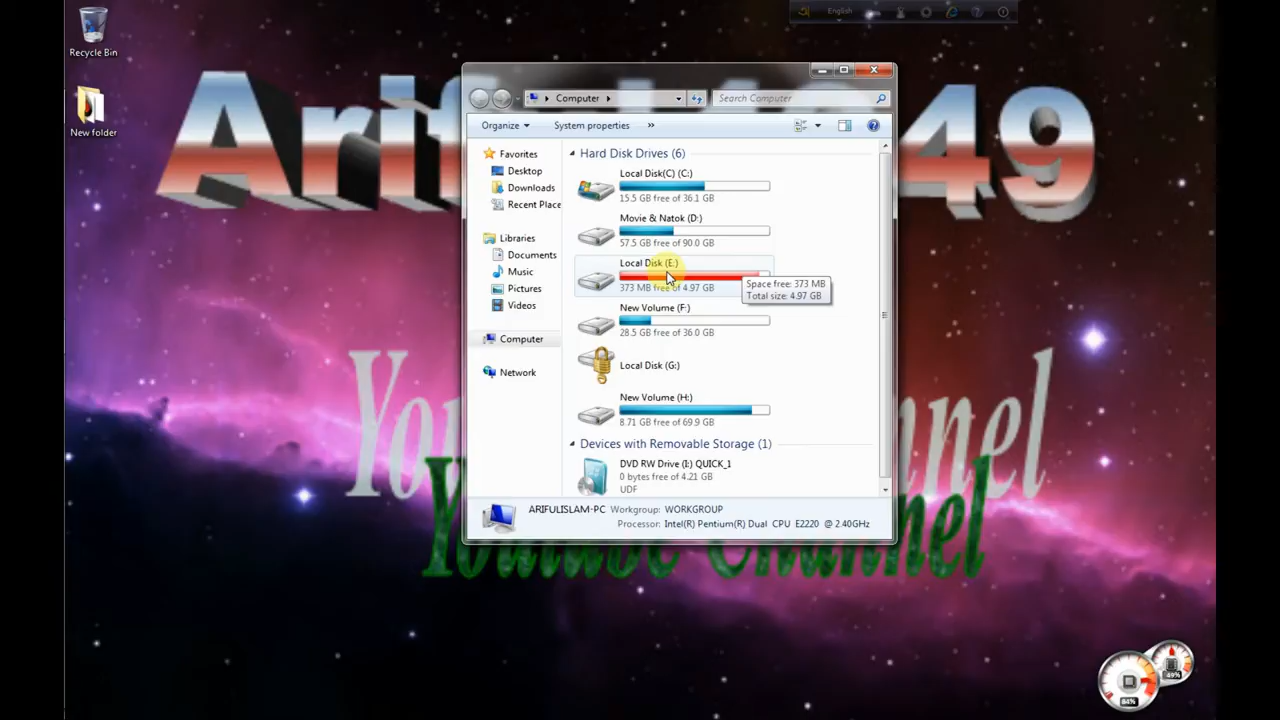 Recycle Bin
New folder
English
49
Computer
Search Computer
Organize
System properties
»
Favorites
Desktop
Downloads
Recent Place
Libraries
Documents
Music
Pictures
Videos
Computer
Network
Hard Disk Drives (6)
Local Disk(C) (C:)
15.5 GB free of 36.1 GB
Movie & Natok (D:)
57.5 GB free of 90.0 GB
Local Disk (E:)
373 MB free of 4.97 GB
Space free: 373 MB
Total size: 4.97 GB
New Volume (F:)
28.5 GB free of 36.0 GB
Local Disk (G:)
New Volume (H:)
8.71 GB free of 69.9 GB
Devices with Removable Storage (1)
DVD RW Drive (I:) QUICK_1
0 bytes free of 4.21 GB
UDF
ARIFULISLAM-PC Workgroup: WORKGROUP
Processor: Intel(R) Pentium(R) Dual CPU E2220 @ 2.40GHz
Youtube Channel
84%
49%